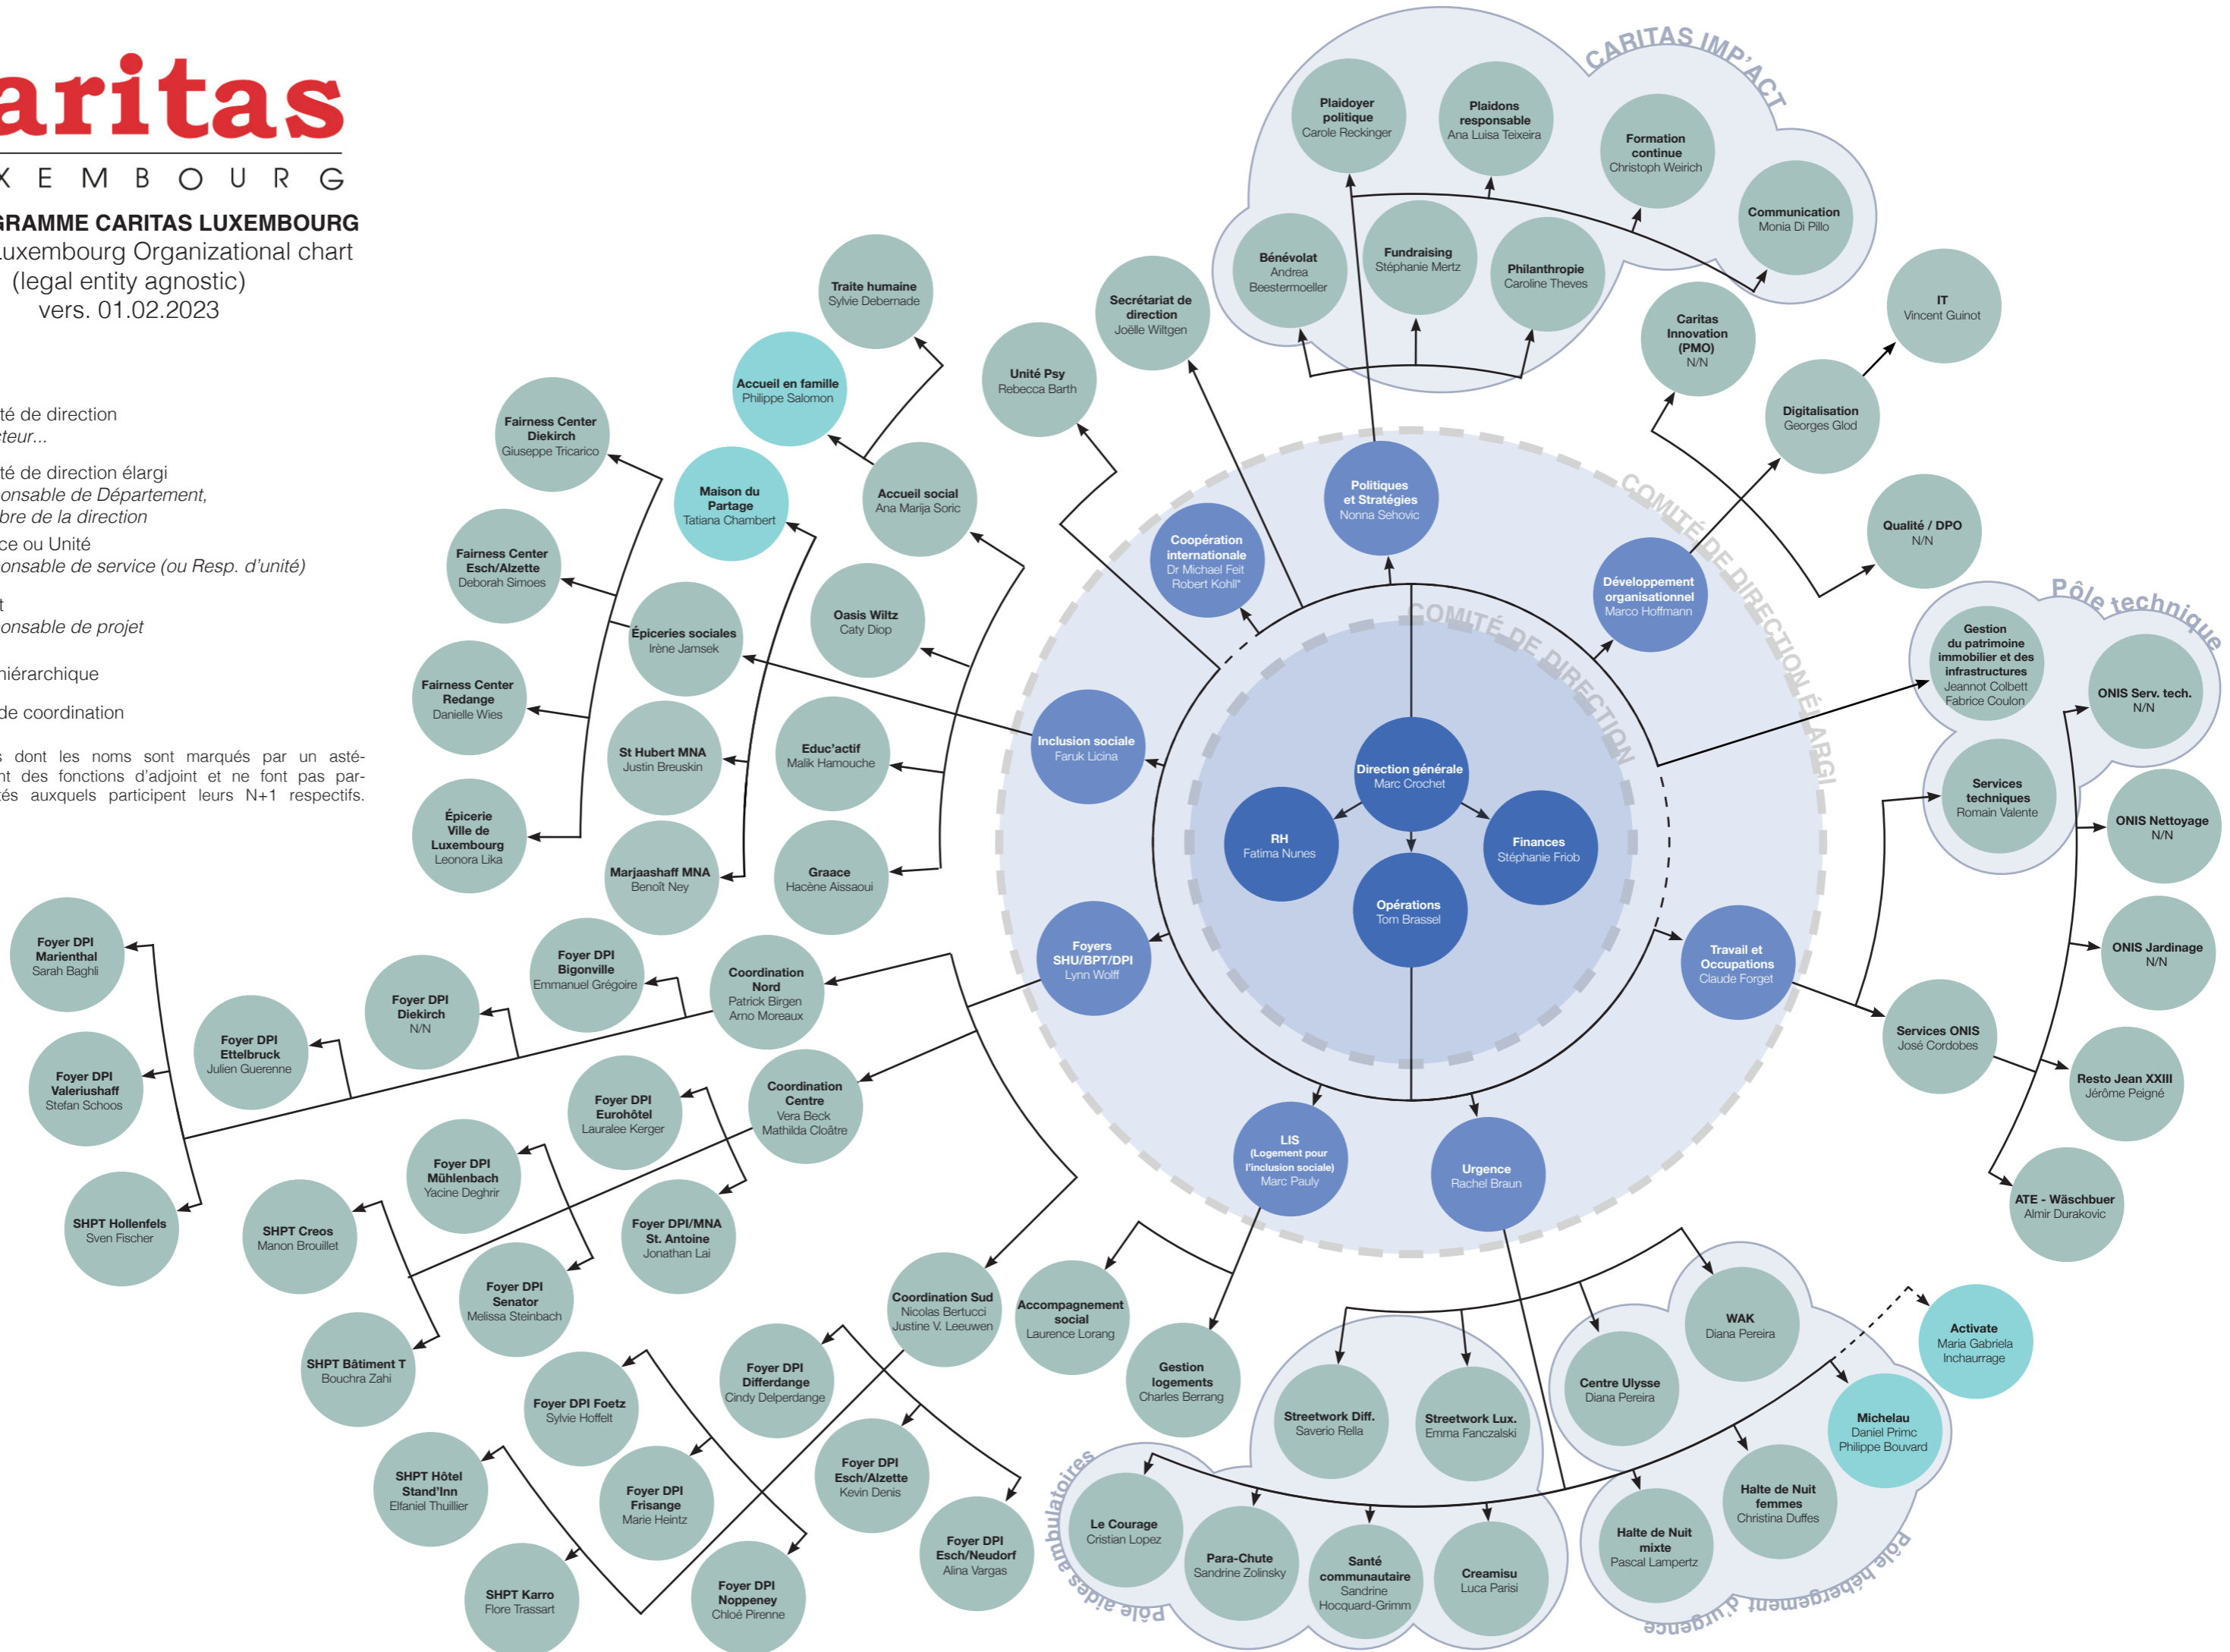 aritas
XEMBOURG
GRAMME CARITAS LUXEMBOURG
uxembourg Organizational chart
(legal entity agnostic)
vers. 01.02.2023
té de direction
cteur...
té de direction élargi
ponsable de Département,
bre de la direction
ce ou Unité
ponsable de service (ou Resp. d'unité)
t
ponsable de projet
hiérarchique
de coordination
s dont les noms sont marqués par un asté-
nt des fonctions d'adjoint et ne font pas par-
tés auxquels participent leurs N+1 respectifs.
CARITAS IMP'ACT
Plaidoyer
politique
Carole Reckinger
Plaidons
responsable
Ana Luisa Teixeira
Formation
continue
Christoph Weirich
Communication
Monia Di Pillo
Bénévolat
Andrea
Beestermoeller
Fundraising
Stéphanie Mertz
Philanthropie
Caroline Theves
Traite humaine
Sylvie Debernade
Secrétariat de
direction
Joëlle Wiltgen
Caritas
Innovation
(PMO)
N/N
IT
Vincent Guinot
Accueil en famille
Philippe Salomon
Unité Psy
Rebecca Barth
Digitalisation
Georges Glod
Fairness Center
Diekirch
Giuseppe Tricarico
Maison du
Partage
Tatiana Chambert
Accueil social
Ana Marija Soric
Politiques
et Stratégies
Nonna Sehovic
Qualité / DPO
N/N
COMITÉ DE DIRECTION ÉLARGI
COMITÉ DE DIRECTION
Fairness Center
Esch/Alzette
Deborah Simoes
Coopération
internationale
Dr Michael Feit
Robert Kohll*
Développement
organisationnel
Marco Hoffmann
Pôle technique
Épiceries sociales
Irène Jamsek
Oasis Wiltz
Caty Diop
Gestion
du patrimoine
immobilier et des
infrastructures
Jeannot Colbett
Fabrice Coulon
ONIS Serv. tech.
N/N
Fairness Center
Redange
Danielle Wies
St Hubert MNA
Justin Breuskin
Educ'actif
Malik Hamouche
Inclusion sociale
Faruk Licina
Direction générale
Marc Crochet
Services
techniques
Romain Valente
ONIS Nettoyage
N/N
Épicerie
Ville de
Luxembourg
Leonora Lika
Marjaashaff MNA
Benoît Ney
Graace
Hacène Aissaoui
RH
Fatima Nunes
Finances
Stéphanie Friob
Opérations
Tom Brassel
Foyer DPI
Marienthal
Sarah Baghli
Foyer DPI
Bigonville
Emmanuel Grégoire
Coordination
Nord
Patrick Birgen
Arno Moreaux
Foyers
SHU/BPT/DPI
Lynn Wolff
Travail et
Occupations
Claude Forget
ONIS Jardinage
N/N
Foyer DPI
Diekirch
N/N
Foyer DPI
Ettelbruck
Julien Guerenne
Services ONIS
José Cordobes
Foyer DPI
Valeriushaff
Stefan Schoos
Foyer DPI
Eurohôtel
Lauralee Kerger
Coordination
Centre
Vera Beck
Mathilda Cloâtre
Resto Jean XXIII
Jérôme Peigné
Foyer DPI
Mühlenbach
Yacine Deghrir
LIS
(Logement pour
l'inclusion sociale)
Marc Pauly
Urgence
Rachel Braun
SHPT Hollenfels
Sven Fischer
SHPT Creos
Manon Brouillet
Foyer DPI/MNA
St. Antoine
Jonathan Lai
ATE - Wäschbuer
Almir Durakovic
Foyer DPI
Senator
Melissa Steinbach
Coordination Sud
Nicolas Bertucci
Justine V. Leeuwen
Accompagnement
social
Laurence Lorang
WAK
Diana Pereira
Activate
Maria Gabriela
Inchaurrage
SHPT Bâtiment T
Bouchra Zahi
Foyer DPI
Differdange
Cindy Delperdange
Gestion
logements
Charles Berrang
Centre Ulysse
Diana Pereira
Foyer DPI Foetz
Sylvie Hoffelt
Streetwork Diff.
Saverio Rella
Streetwork Lux.
Emma Fanczalski
Michelau
Daniel Primc
Philippe Bouvard
SHPT Hôtel
Stand'Inn
Elfaniel Thuillier
Foyer DPI
Frisange
Marie Heintz
Foyer DPI
Esch/Alzette
Kevin Denis
Halte de Nuit
femmes
Christina Duffes
Le Courage
Cristian Lopez
Halte de Nuit
mixte
Pascal Lampertz
Foyer DPI
Esch/Neudorf
Alina Vargas
Para-Chute
Sandrine Zolinsky
Santé
communautaire
Sandrine
Hocquard-Grimm
Creamisu
Luca Parisi
SHPT Karro
Flore Trassart
Foyer DPI
Noppeney
Chloé Pirenne
Pôle aides ambulatoires
Pôle hébergement d'urgence